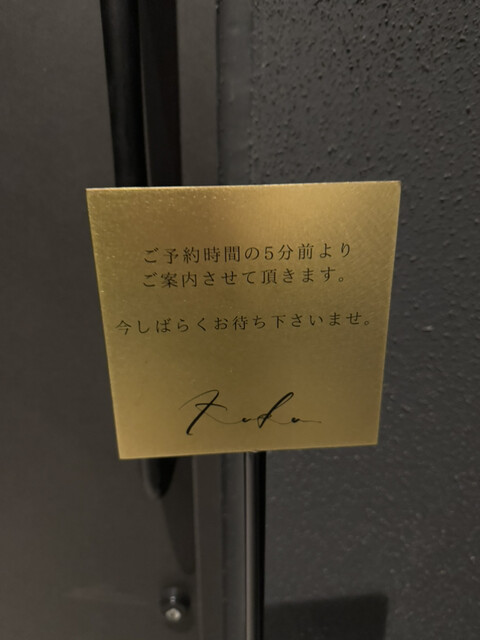 ご予約時間の5分前より
ご案内させて頂きます。
今しばらくお待ち下さいませ。